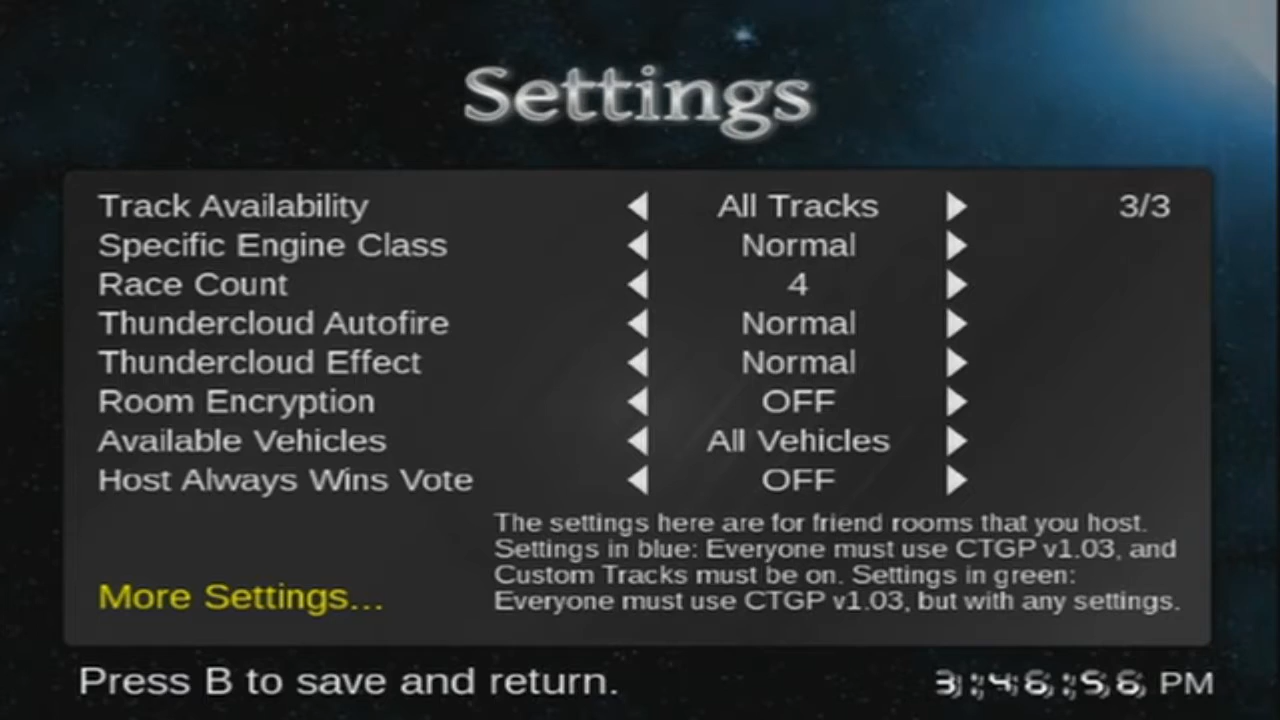 Settings
Track Availability All Tracks 3/3
Specific Engine Class Normal
Race Count 4
Thundercloud Autofire Normal
Thundercloud Effect Normal
Room Encryption OFF
Available Vehicles All Vehicles
Host Always Wins Vote OFF
The settings here are for friend rooms that you host.
Settings in blue: Everyone must use CTGP v1.03, and
Custom Tracks must be on. Settings in green:
Everyone must use CTGP v1.03, but with any settings.
More Settings...
Press B to save and return.
3:46:56 PM